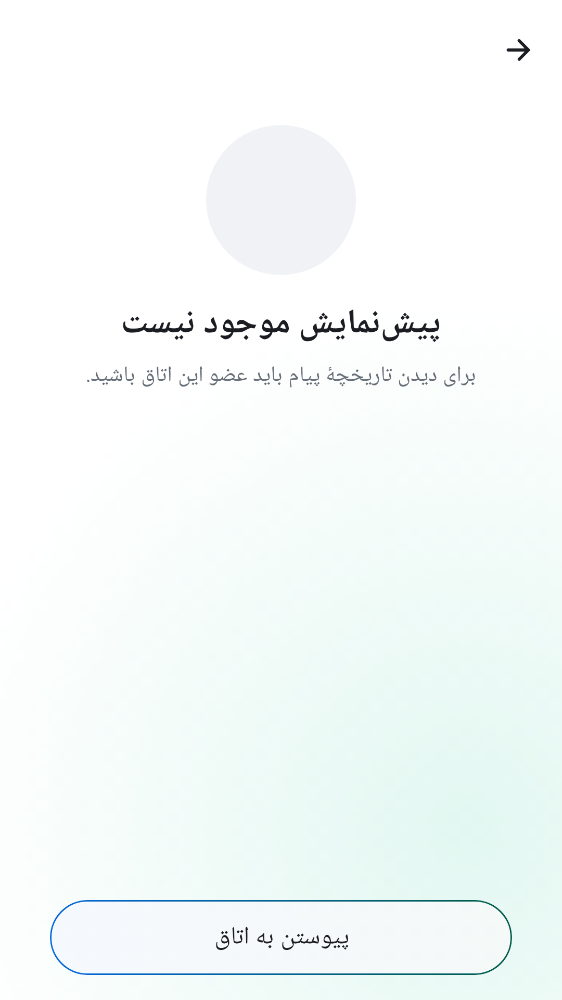 پیش‌نمایش موجود نیست
برای دیدن تاریخچهٔ پیام باید عضو این اتاق باشید.
پیوستن به اتاق